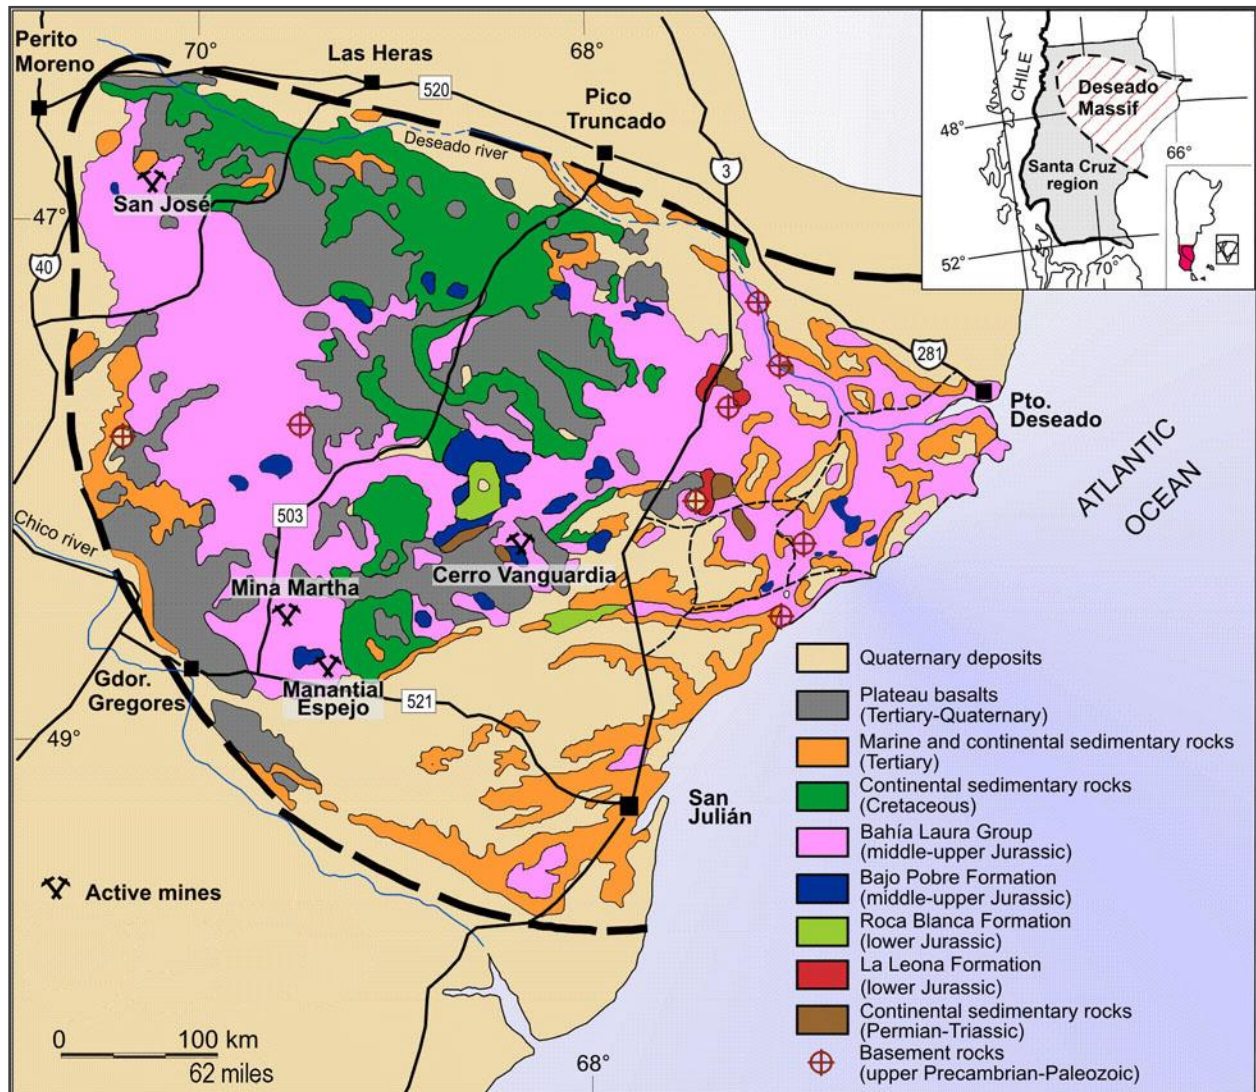 Perito
Moreno
70°
Las Heras
520
68°
Pico
Truncado
Deseado river
3
San José
47°
40
281
Pto.
Deseado
ATLANTIC
OCEAN
503
Chico river
Cerro Vanguardia
Mina Martha
Manantial
Espejo
Gdor.
Gregores
521
49°
San
Julián
Active mines
0 100 km
62 miles
68°
CHILE
Deseado
Massif
48°
66°
Santa Cruz
region
52°
70°
Quaternary deposits
Plateau basalts
(Tertiary-Quaternary)
Marine and continental sedimentary rocks
(Tertiary)
Continental sedimentary rocks
(Cretaceous)
Bahía Laura Group
(middle-upper Jurassic)
Bajo Pobre Formation
(middle-upper Jurassic)
Roca Blanca Formation
(lower Jurassic)
La Leona Formation
(lower Jurassic)
Continental sedimentary rocks
(Permian-Triassic)
Basement rocks
(upper Precambrian-Paleozoic)